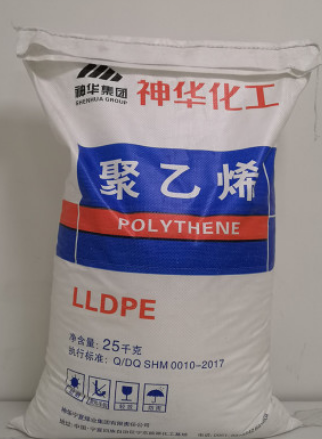 神华集团 神华化工
SHENHUA GROUP
聚乙烯
POLYTHENE
LLDPE
净含量: 25千克
执行标准: Q/DQ SHM 0010-2017